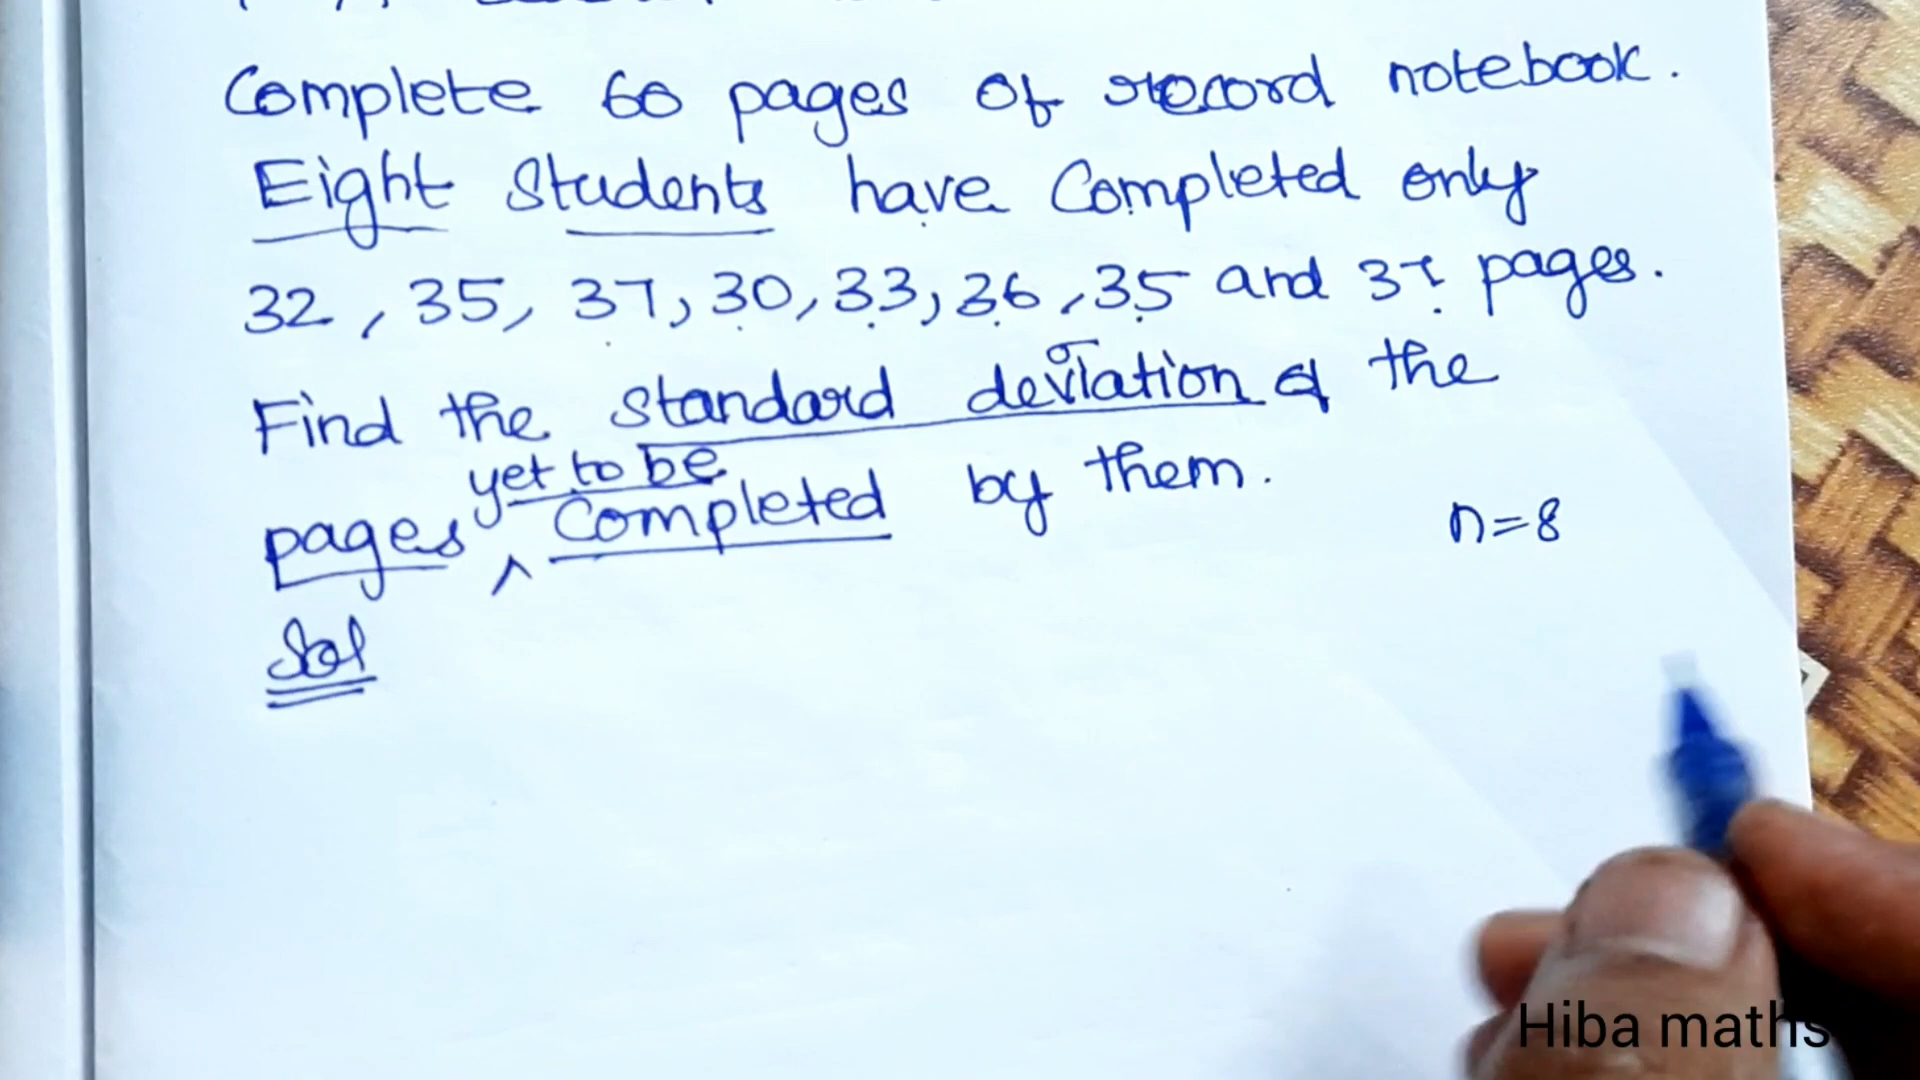 Complete 60 pages of record notebook.
Eight Students have Completed only
32, 35, 37, 30, 33, 36, 35 and 37 pages.
Find the standard deviation of the
σ
pages yet to be completed by them.
n=8
Sol
Hiba maths